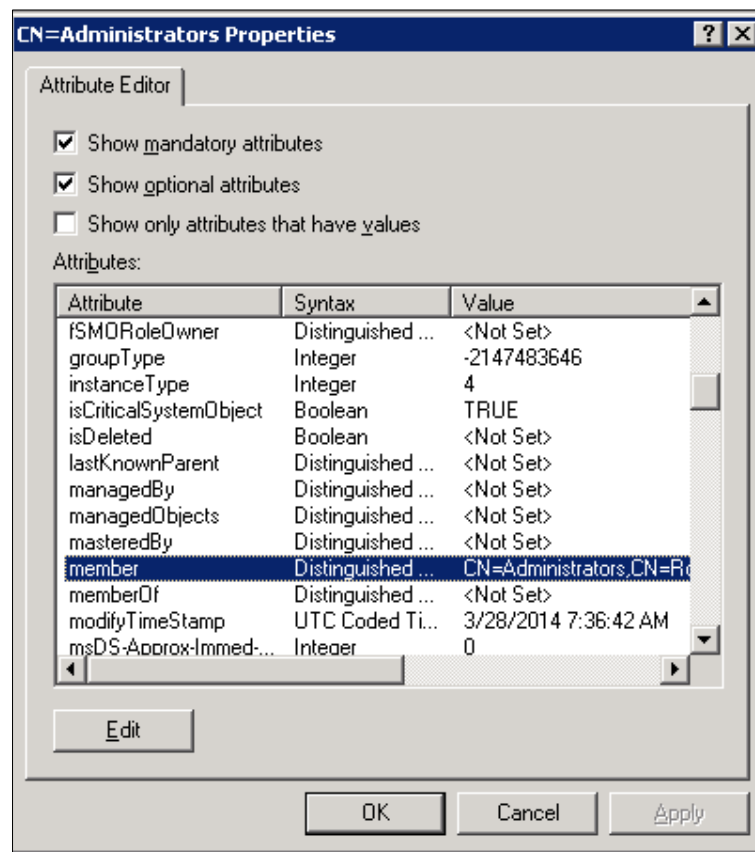 CN=Administrators Properties
Attribute Editor
Show mandatory attributes
Show optional attributes
Show only attributes that have values
Attributes:
Attribute Syntax Value
fSMORoleOwner Distinguished ... <Not Set>
groupType Integer -2147483646
instanceType Integer 4
isCriticalSystemObject Boolean TRUE
isDeleted Boolean <Not Set>
lastKnownParent Distinguished ... <Not Set>
managedBy Distinguished ... <Not Set>
managedObjects Distinguished ... <Not Set>
masteredBy Distinguished ... <Not Set>
member Distinguished ... CN=Administrators,CN=Ro
memberOf Distinguished ... <Not Set>
modifyTimeStamp UTC Coded Ti... 3/28/2014 7:36:42 AM
msDS-Approx-Immed-... Integer 0
Edit
OK Cancel Apply